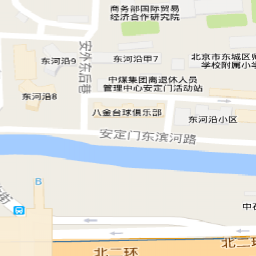 商务部国际贸易
经济合作研究院
安外东后巷
东河沿9
东河沿甲7
北京市东城区
学校附属小
中煤集团离退休人员
管理中心安定门活动站
东河沿8
八金台球俱乐部
东河沿小区
安定门东滨河路
B
街
中石
北二环
北二环